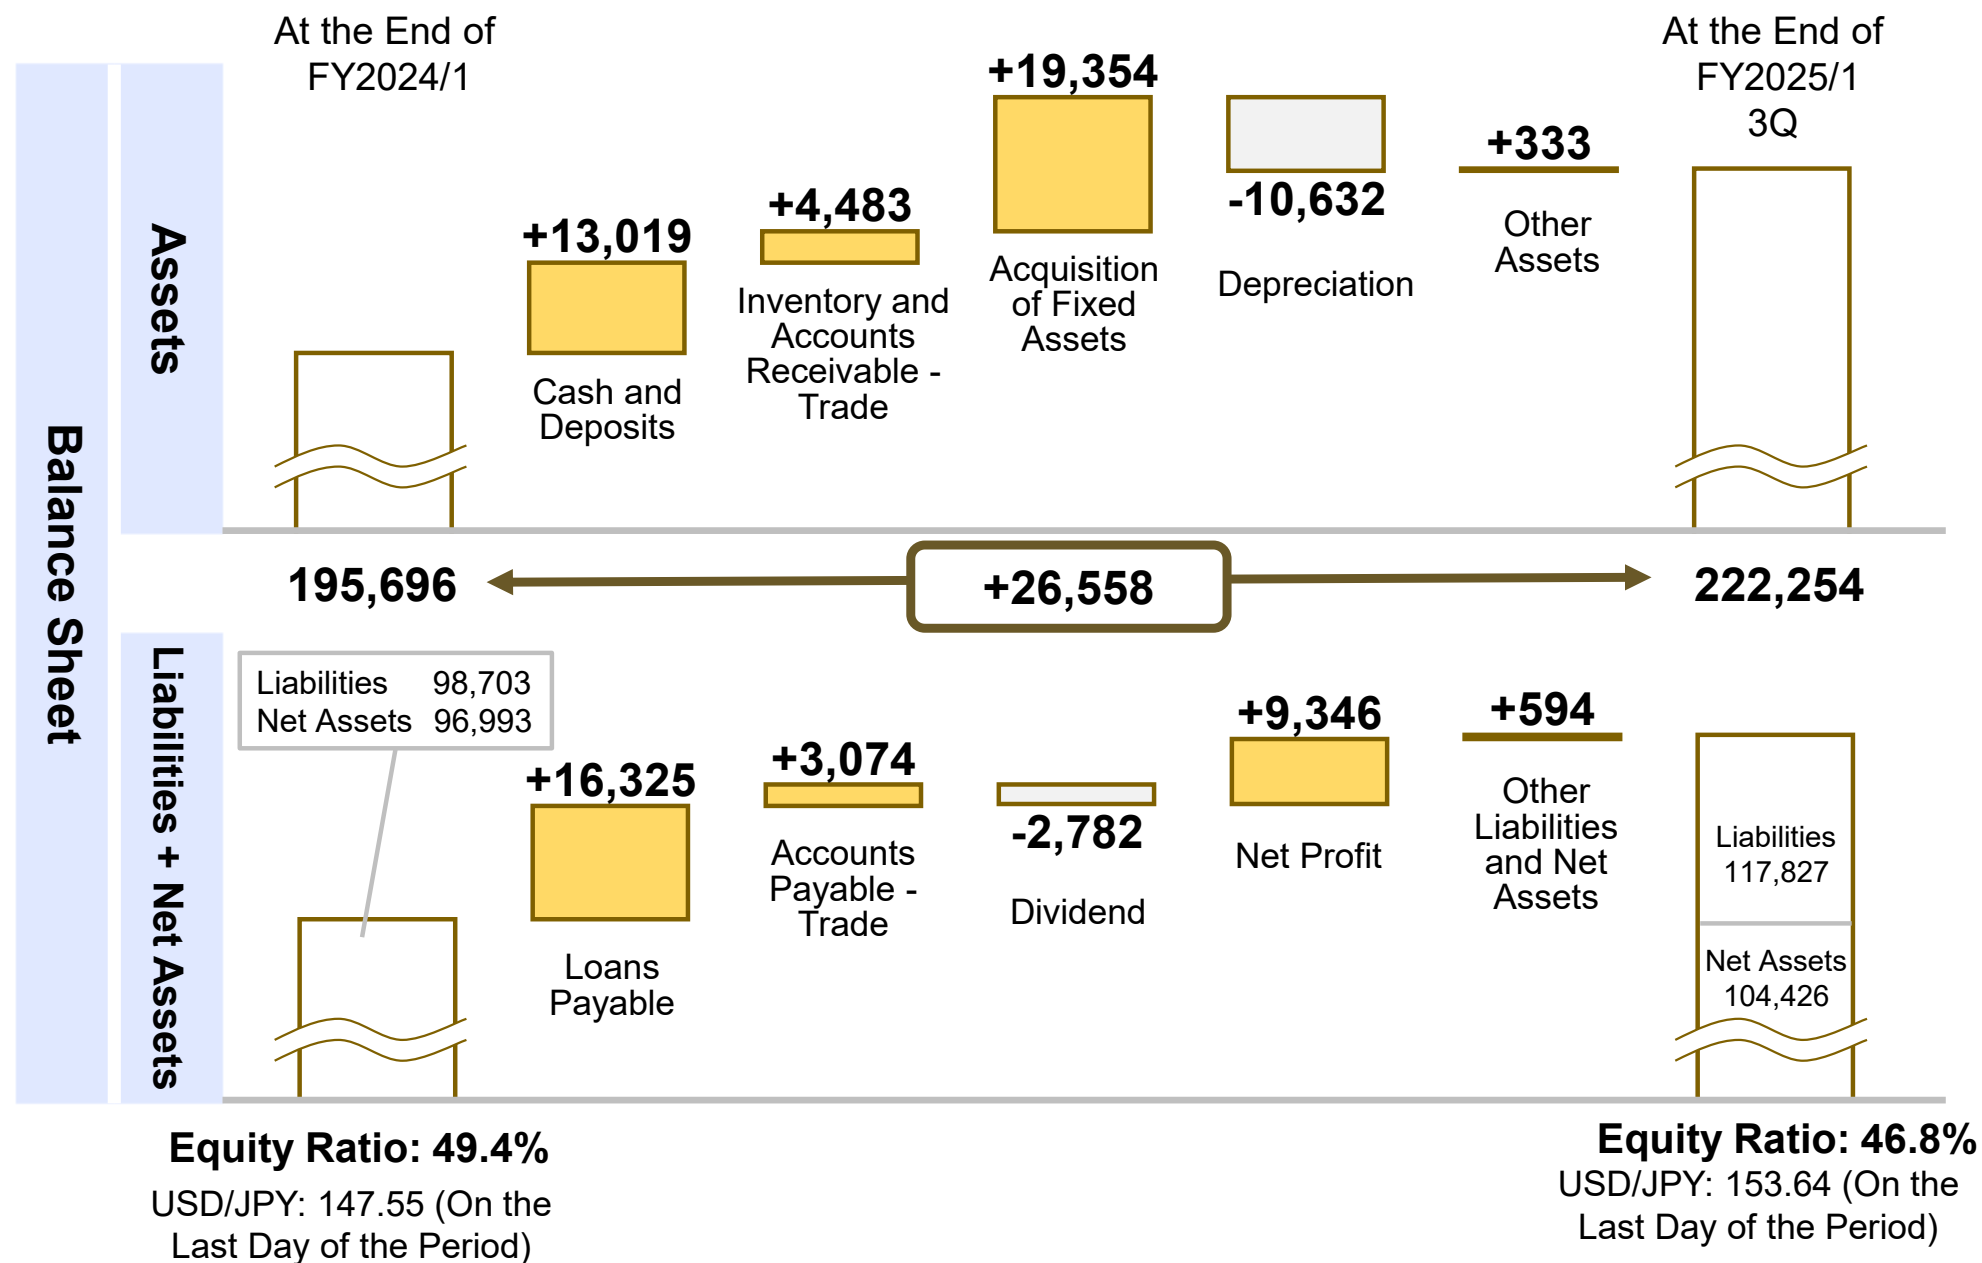 At the End of
FY2024/1
At the End of
FY2025/1
3Q
Balance Sheet
Assets
+13,019
Cash and
Deposits
+4,483
Inventory and
Accounts
Receivable -
Trade
+19,354
Acquisition
of Fixed
Assets
-10,632
Depreciation
+333
Other
Assets
195,696
+26,558
222,254
Liabilities + Net Assets
Liabilities 98,703
Net Assets 96,993
+16,325
Loans
Payable
+3,074
Accounts
Payable -
Trade
-2,782
Dividend
+9,346
Net Profit
+594
Other
Liabilities
and Net
Assets
Liabilities
117,827
Net Assets
104,426
Equity Ratio: 49.4%
USD/JPY: 147.55 (On the
Last Day of the Period)
Equity Ratio: 46.8%
USD/JPY: 153.64 (On the
Last Day of the Period)